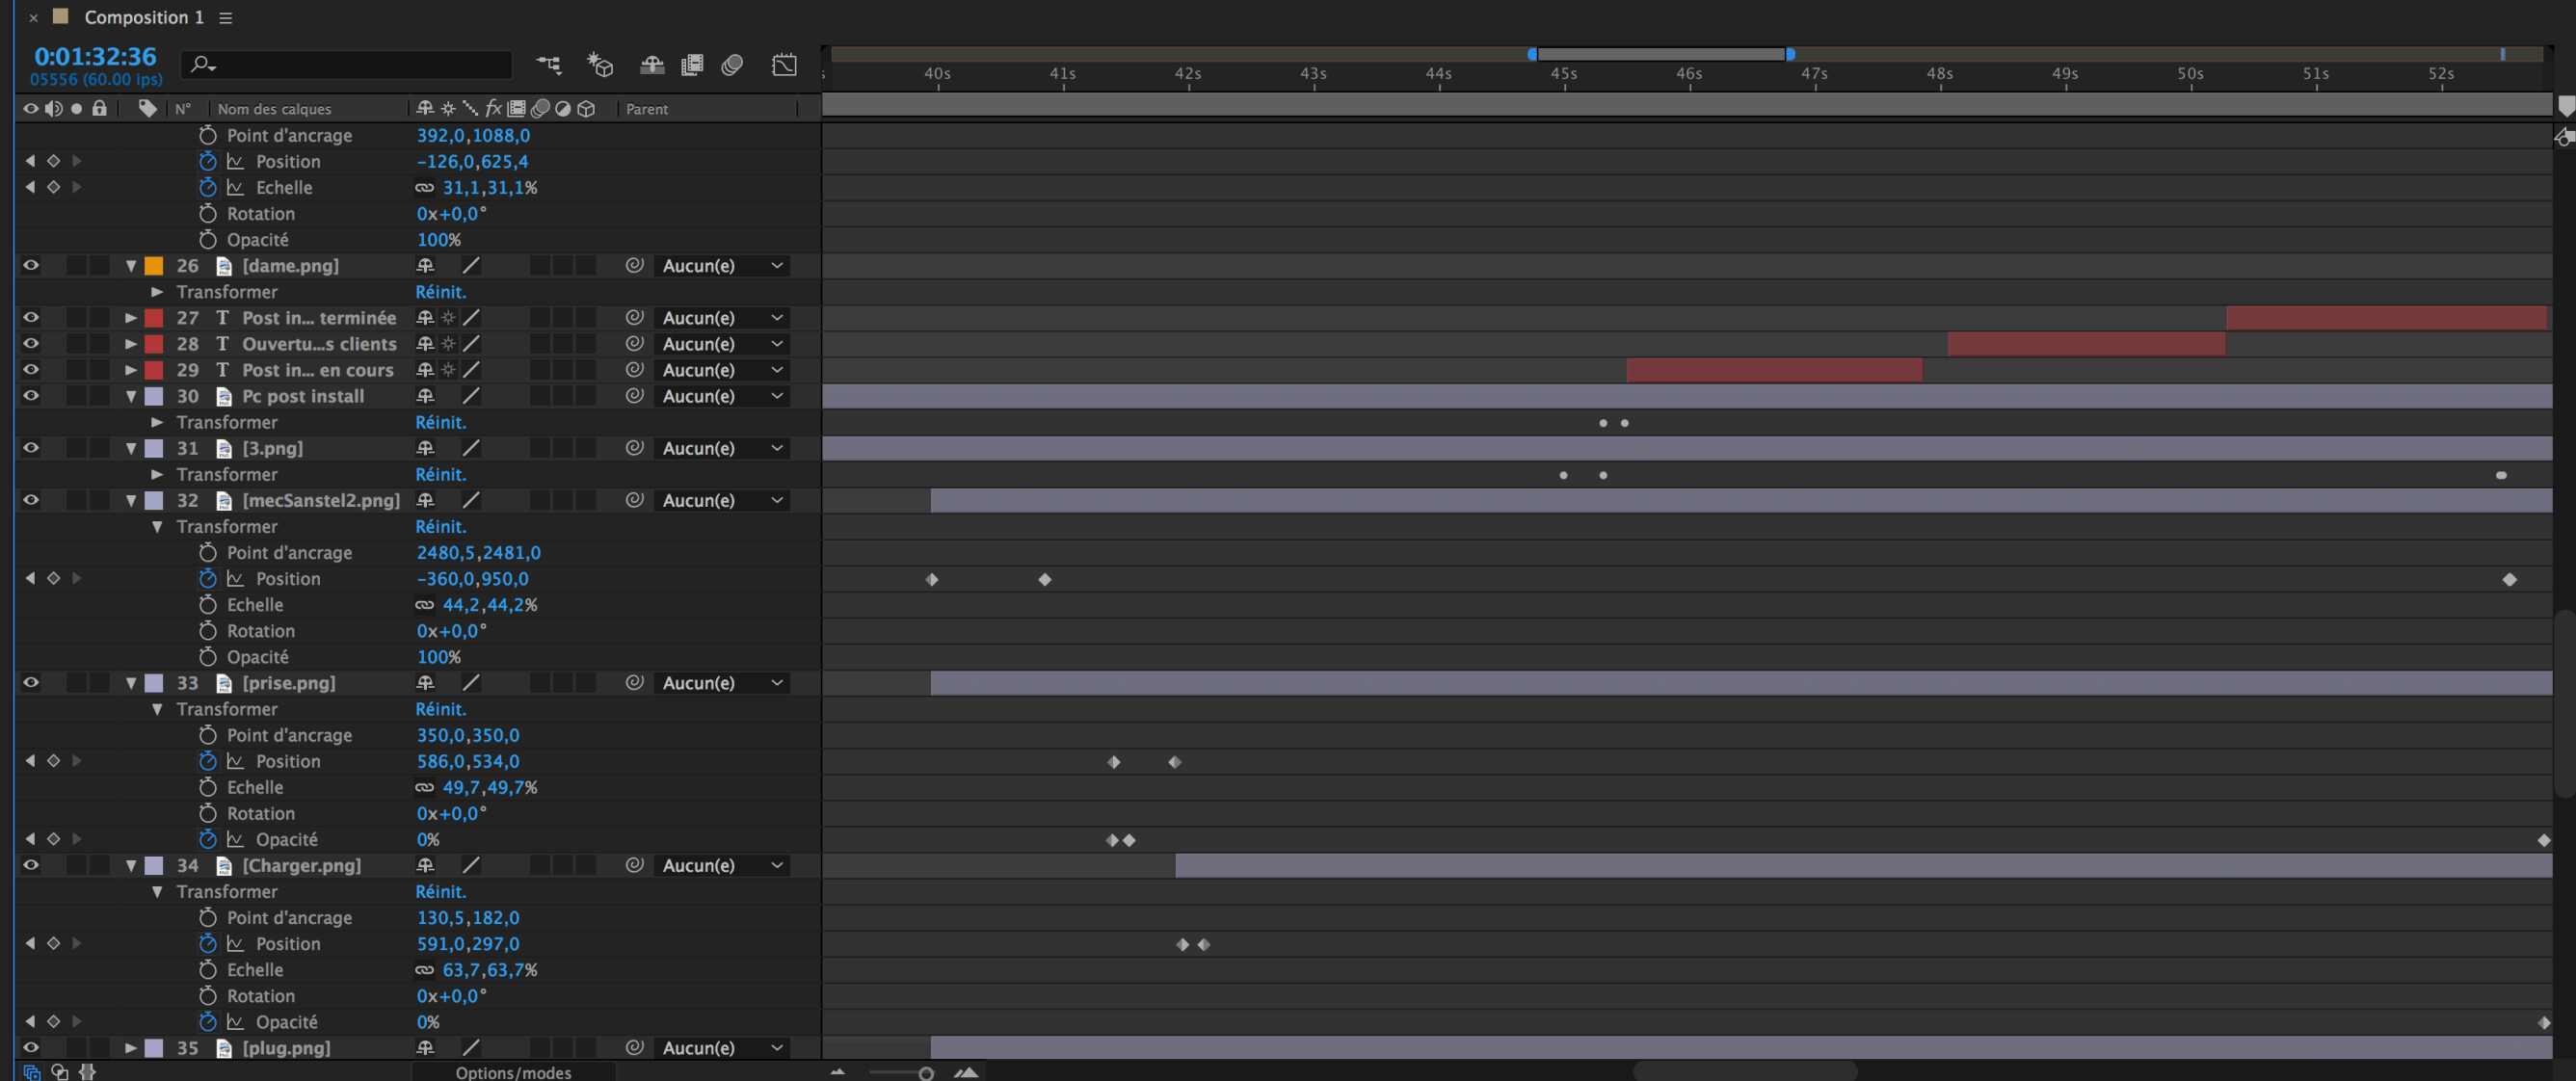 × Composition 1 ≡
0:01:32:36
05556 (60.00 ips)
s 40s 41s 42s 43s 44s 45s 46s 47s 48s 49s 50s 51s 52s
N° Nom des calques fx Parent
Point d'ancrage 392,0,1088,0
Position -126,0,625,4
Echelle 31,1,31,1%
Rotation 0x+0,0°
Opacité 100%
26 [dame.png] Aucun(e)
Transformer Réinit.
27 T Post in... terminée Aucun(e)
28 T Ouvertu...s clients Aucun(e)
29 T Post in... en cours Aucun(e)
30 Pc post install Aucun(e)
Transformer Réinit.
31 [3.png] Aucun(e)
Transformer Réinit.
32 [mecSanstel2.png] Aucun(e)
Transformer Réinit.
Point d'ancrage 2480,5,2481,0
Position -360,0,950,0
Echelle 44,2,44,2%
Rotation 0x+0,0°
Opacité 100%
33 [prise.png] Aucun(e)
Transformer Réinit.
Point d'ancrage 350,0,350,0
Position 586,0,534,0
Echelle 49,7,49,7%
Rotation 0x+0,0°
Opacité 0%
34 [Charger.png] Aucun(e)
Transformer Réinit.
Point d'ancrage 130,5,182,0
Position 591,0,297,0
Echelle 63,7,63,7%
Rotation 0x+0,0°
Opacité 0%
35 [plug.png] Aucun(e)
Options/modes